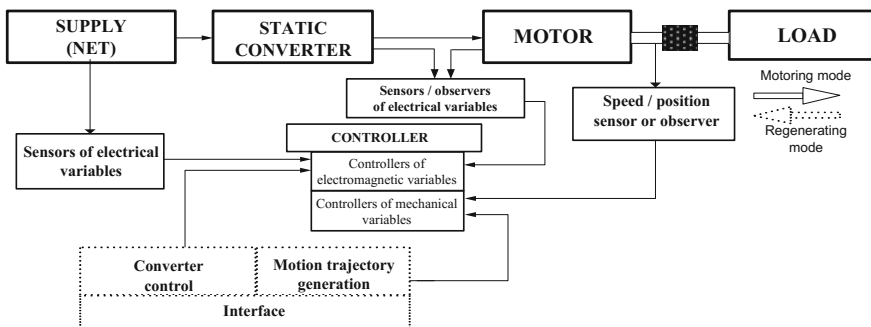 SUPPLY
(NET)
STATIC
CONVERTER
MOTOR
LOAD
Sensors / observers
of electrical variables
Speed / position
sensor or observer
Motoring mode
Regenerating
mode
CONTROLLER
Sensors of electrical
variables
Controllers of
electromagnetic variables
Controllers of mechanical
variables
Converter
control
Motion trajectory
generation
Interface